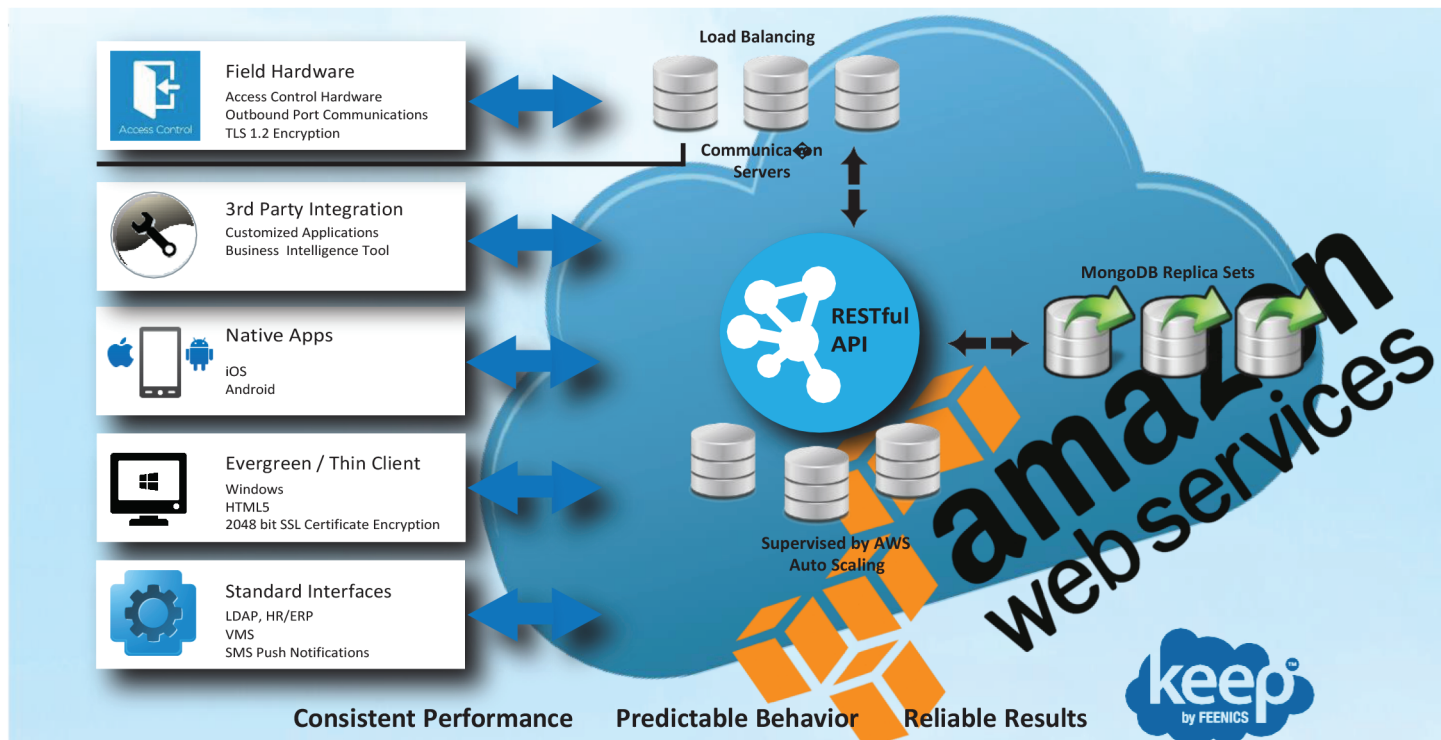 Field Hardware
Access Control Hardware
Outbound Port Communications
TLS 1.2 Encryption
Access Control
3rd Party Integration
Customized Applications
Business Intelligence Tool
Native Apps
iOS
Android
Evergreen / Thin Client
Windows
HTML5
2048 bit SSL Certificate Encryption
Standard Interfaces
LDAP, HR/ERP
VMS
SMS Push Notifications
Load Balancing
Communica�on
Servers
RESTful
API
MongoDB Replica Sets
Supervised by AWS
Auto Scaling
amazon
web services
Consistent Performance Predictable Behavior Reliable Results
keep™
by FEENICS